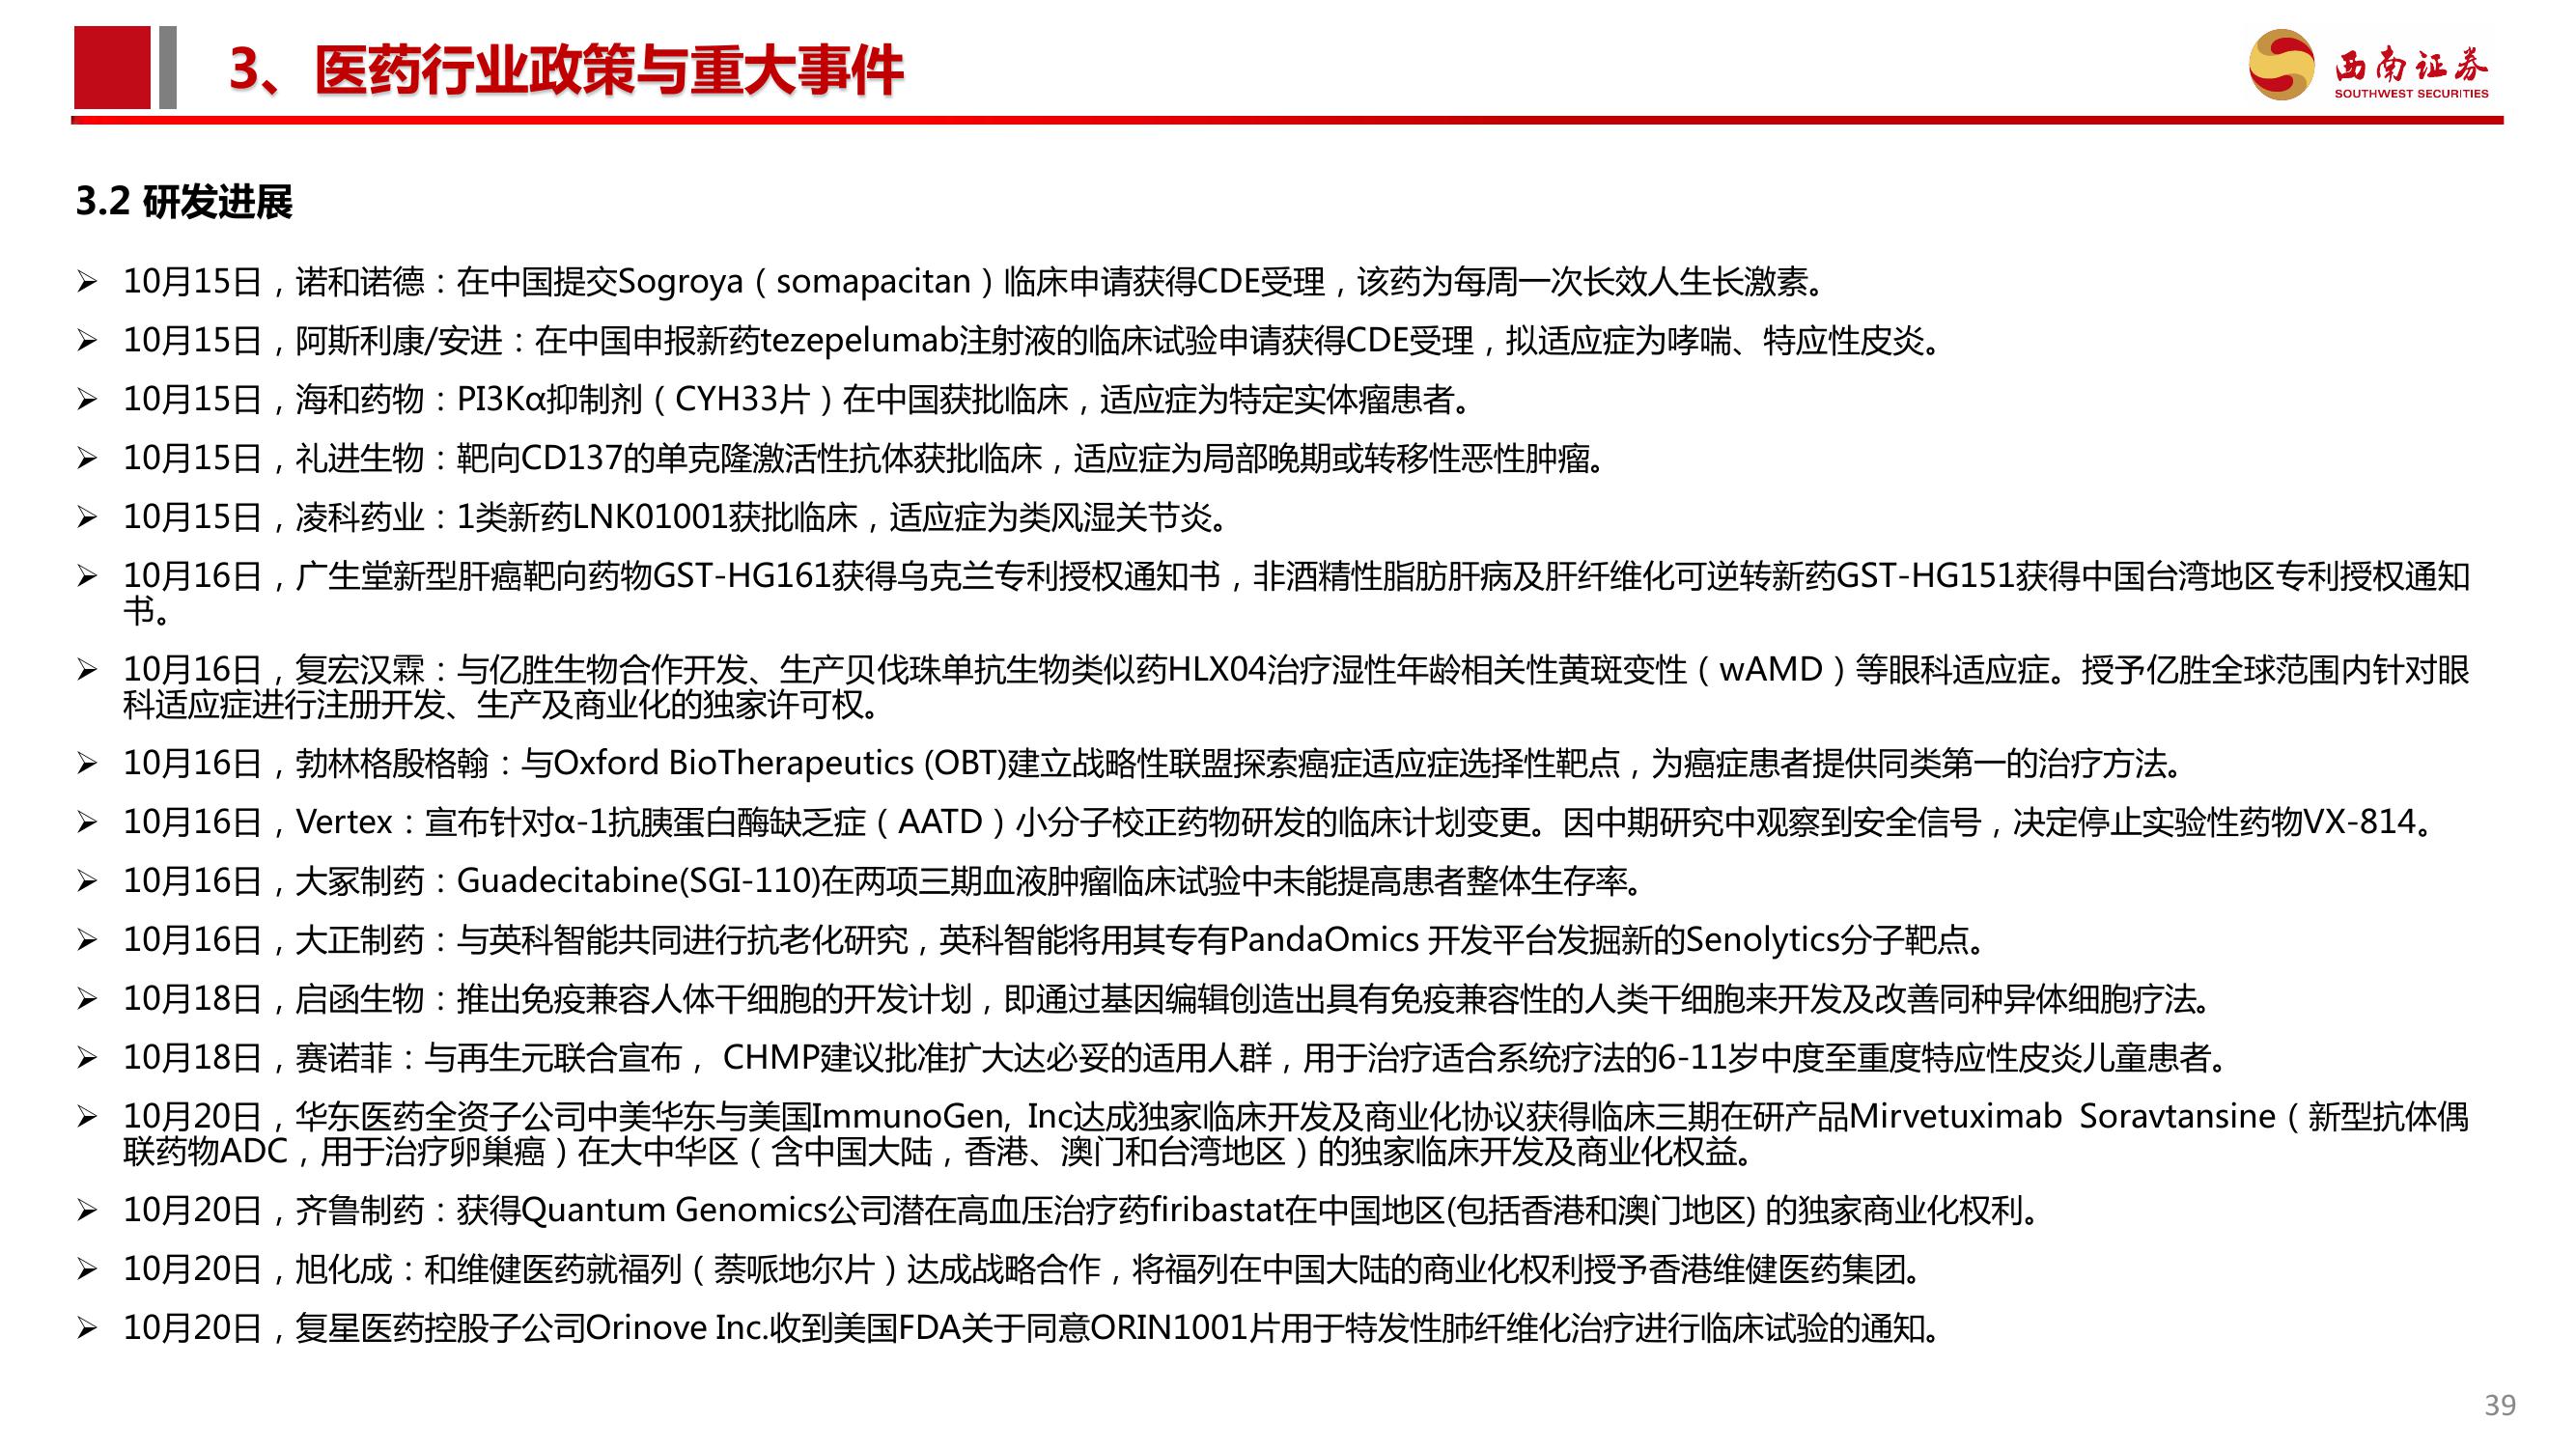 3、医药行业政策与重大事件
西南证券
SOUTHWEST SECURITIES
3.2 研发进展
➢ 10月15日，诺和诺德：在中国提交Sogroya（somapacitan）临床申请获得CDE受理，该药为每周一次长效人生长激素。
➢ 10月15日，阿斯利康/安进：在中国申报新药tezepelumab注射液的临床试验申请获得CDE受理，拟适应症为哮喘、特应性皮炎。
➢ 10月15日，海和药物：PI3Kα抑制剂（CYH33片）在中国获批临床，适应症为特定实体瘤患者。
➢ 10月15日，礼进生物：靶向CD137的单克隆激活性抗体获批临床，适应症为局部晚期或转移性恶性肿瘤。
➢ 10月15日，凌科药业：1类新药LNK01001获批临床，适应症为类风湿关节炎。
➢ 10月16日，广生堂新型肝癌靶向药物GST-HG161获得乌克兰专利授权通知书，非酒精性脂肪肝病及肝纤维化可逆转新药GST-HG151获得中国台湾地区专利授权通知
书。
➢ 10月16日，复宏汉霖：与亿胜生物合作开发、生产贝伐珠单抗生物类似药HLX04治疗湿性年龄相关性黄斑变性（wAMD）等眼科适应症。授予亿胜全球范围内针对眼
科适应症进行注册开发、生产及商业化的独家许可权。
➢ 10月16日，勃林格殷格翰：与Oxford BioTherapeutics (OBT)建立战略性联盟探索癌症适应症选择性靶点，为癌症患者提供同类第一的治疗方法。
➢ 10月16日，Vertex：宣布针对α-1抗胰蛋白酶缺乏症（AATD）小分子校正药物研发的临床计划变更。因中期研究中观察到安全信号，决定停止实验性药物VX-814。
➢ 10月16日，大冢制药：Guadecitabine(SGI-110)在两项三期血液肿瘤临床试验中未能提高患者整体生存率。
➢ 10月16日，大正制药：与英科智能共同进行抗老化研究，英科智能将用其专有PandaOmics 开发平台发掘新的Senolytics分子靶点。
➢ 10月18日，启函生物：推出免疫兼容人体干细胞的开发计划，即通过基因编辑创造出具有免疫兼容性的人类干细胞来开发及改善同种异体细胞疗法。
➢ 10月18日，赛诺菲：与再生元联合宣布， CHMP建议批准扩大达必妥的适用人群，用于治疗适合系统疗法的6-11岁中度至重度特应性皮炎儿童患者。
➢ 10月20日，华东医药全资子公司中美华东与美国ImmunoGen, Inc达成独家临床开发及商业化协议获得临床三期在研产品Mirvetuximab Soravtansine（新型抗体偶
联药物ADC，用于治疗卵巢癌）在大中华区（含中国大陆，香港、澳门和台湾地区）的独家临床开发及商业化权益。
➢ 10月20日，齐鲁制药：获得Quantum Genomics公司潜在高血压治疗药firibastat在中国地区(包括香港和澳门地区) 的独家商业化权利。
➢ 10月20日，旭化成：和维健医药就福列（萘哌地尔片）达成战略合作，将福列在中国大陆的商业化权利授予香港维健医药集团。
➢ 10月20日，复星医药控股子公司Orinove Inc.收到美国FDA关于同意ORIN1001片用于特发性肺纤维化治疗进行临床试验的通知。
39